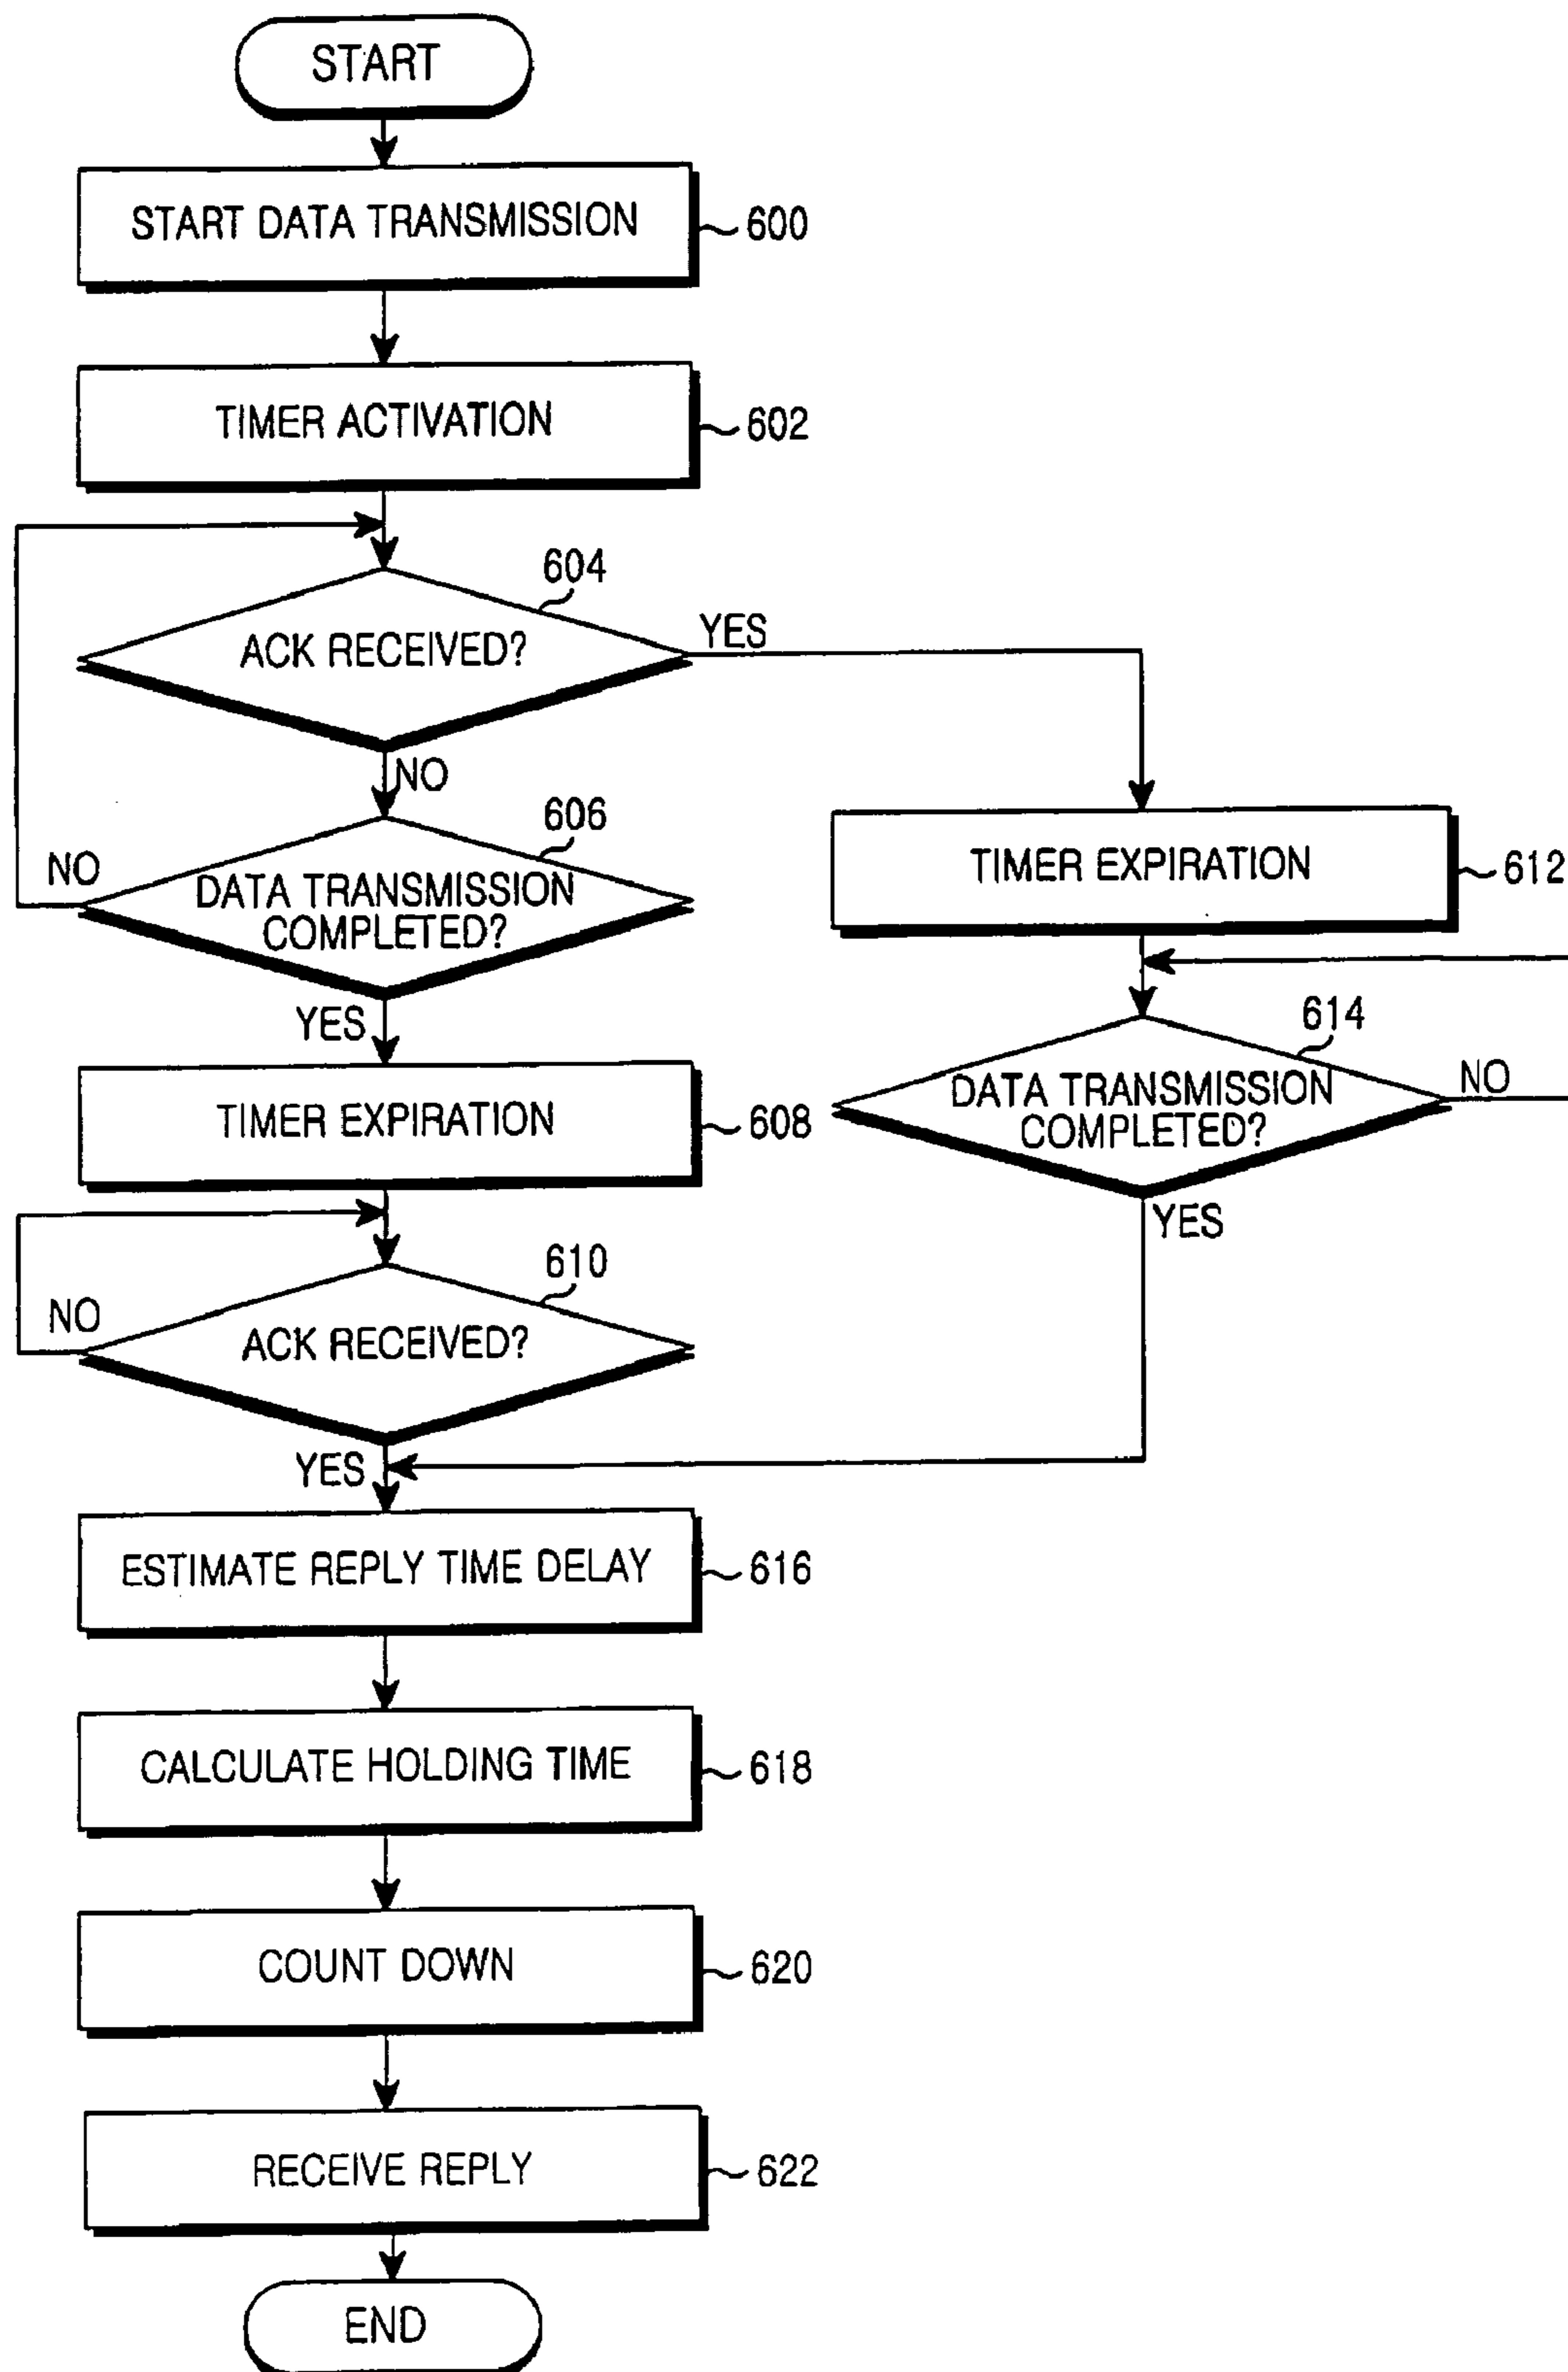 START
START DATA TRANSMISSION
600
TIMER ACTIVATION
602
604
ACK RECEIVED?
YES
NO
606
NO
DATA TRANSMISSION
COMPLETED?
YES
TIMER EXPIRATION
608
610
NO
ACK RECEIVED?
YES
TIMER EXPIRATION
612
614
DATA TRANSMISSION
COMPLETED?
NO
YES
ESTIMATE REPLY TIME DELAY
616
CALCULATE HOLDING TIME
618
COUNT DOWN
620
RECEIVE REPLY
622
END